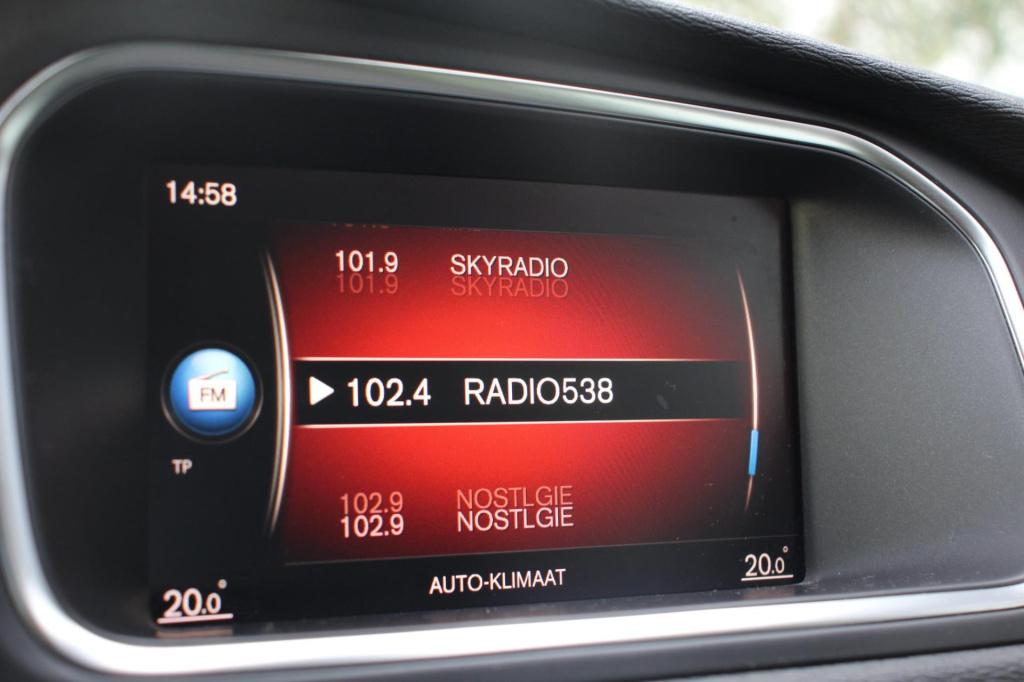 14:58
101.9 SKYRADIO
101.9 SKYRADIO
FM
102.4 RADIO538
TP
102.9 NOSTLGIE
102.9 NOSTLGIE
AUTO-KLIMAAT
20.0° 20.0°